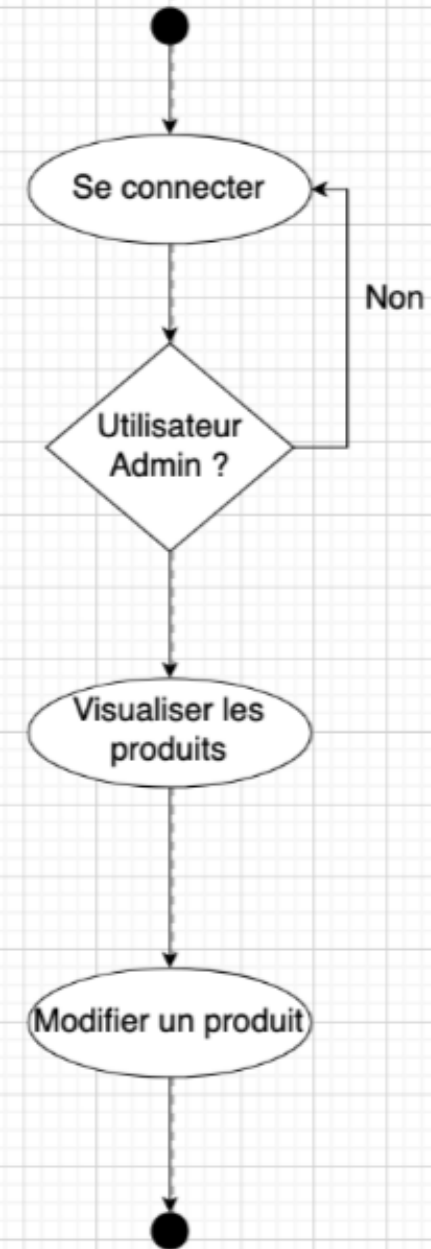 Se connecter
Non
Utilisateur
Admin ?
Visualiser les
produits
Modifier un produit